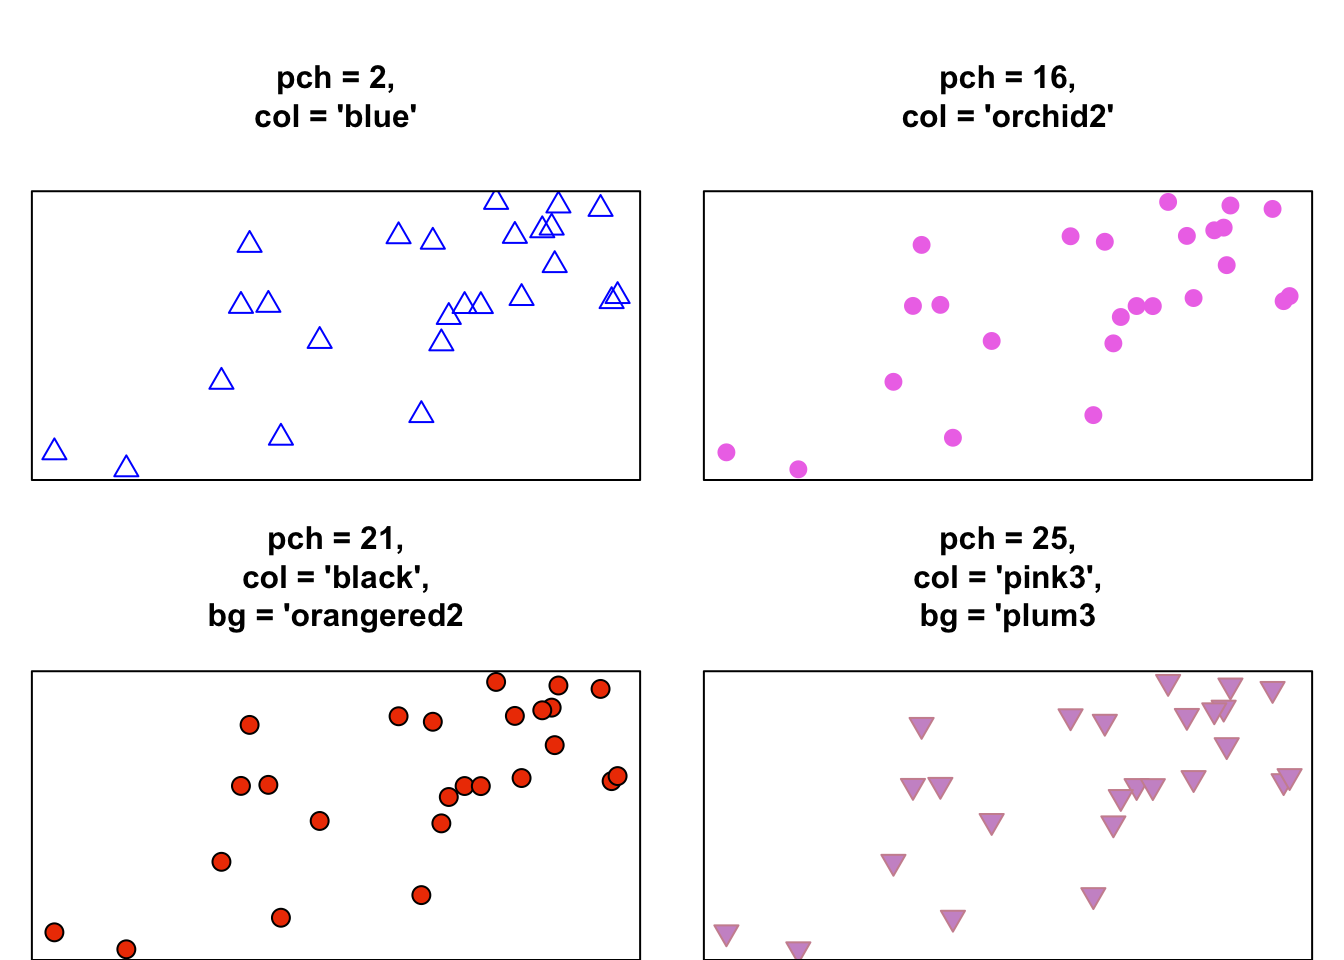 pch = 2,
col = 'blue'
pch = 16,
col = 'orchid2'
pch = 21,
col = 'black',
bg = 'orangered2
pch = 25,
col = 'pink3',
bg = 'plum3